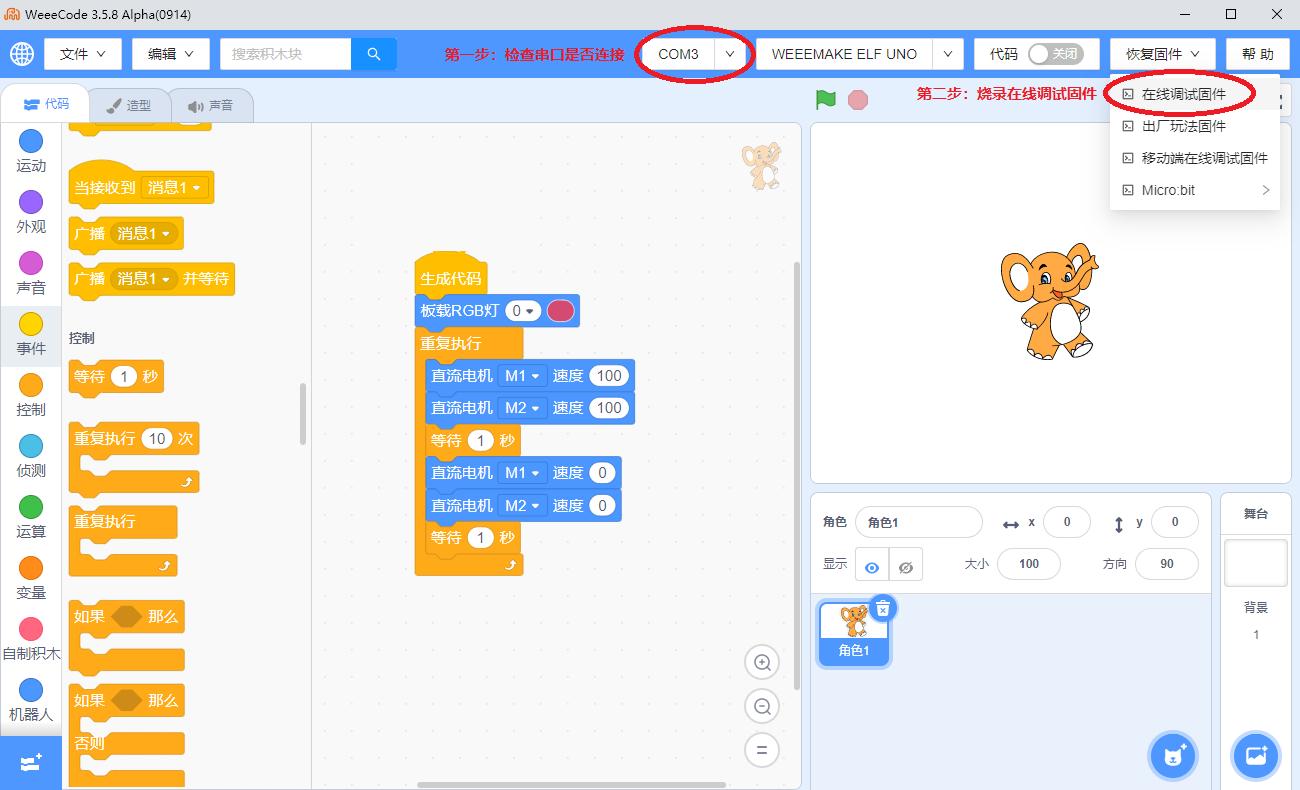 WeeeCode 3.5.8 Alpha(0914)
文件
编辑
搜索积木块
第一步：检查串口是否连接
COM3
WEEEMAKE ELF UNO
代码
关闭
恢复固件
帮 助
代码
造型
声音
第二步：烧录在线调试固件
在线调试固件
出厂玩法固件
移动端在线调试固件
Micro:bit
运动
外观
声音
事件
控制
侦测
运算
变量
自制积木
机器人
当接收到 消息1
广播 消息1
广播 消息1 并等待
控制
等待 1 秒
重复执行 10 次
重复执行
如果 那么
如果 那么
否则
生成代码
板载RGB灯 0
重复执行
直流电机 M1 速度 100
直流电机 M2 速度 100
等待 1 秒
直流电机 M1 速度 0
直流电机 M2 速度 0
等待 1 秒
角色 角色1 x 0 y 0
显示 大小 100 方向 90
角色1
舞台
背景
1